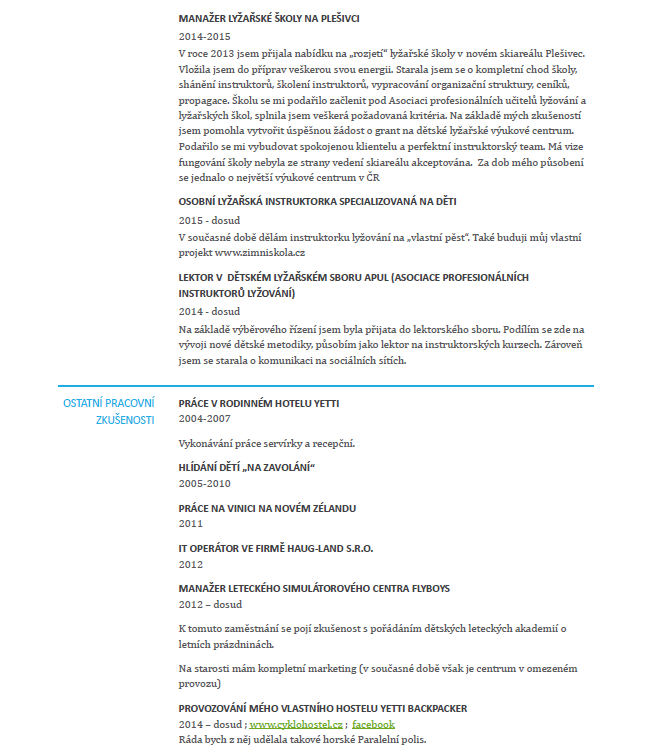 MANAŽER LYŽAŘSKÉ ŠKOLY NA PLEŠIVCI
2014-2015
V roce 2013 jsem přijala nabídku na „rozjetí“ lyžařské školy v novém skiareálu Plešivec.
Vložila jsem do příprav veškerou svou energii. Starala jsem se o kompletní chod školy,
shánění instruktorů, školení instruktorů, vypracování organizační struktury, ceníků,
propagace. Školu se mi podařilo začlenit pod Asociaci profesionálních učitelů lyžování a
lyžařských škol, splnila jsem veškerá požadovaná kritéria. Na základě mých zkušeností
jsem pomohla vytvořit úspěšnou žádost o grant na dětské lyžařské výukové centrum.
Podařilo se mi vybudovat spokojenou klientelu a perfektní instruktorský team. Má vize
fungování školy nebyla ze strany vedení skiareálu akceptována. Za dob mého působení
se jednalo o největší výukové centrum v ČR
OSOBNÍ LYŽAŘSKÁ INSTRUKTORKA SPECIALIZOVANÁ NA DĚTI
2015 - dosud
V současné době dělám instruktorku lyžování na „vlastní pěst“. Také buduji můj vlastní
projekt www.zimniskola.cz
LEKTOR V DĚTSKÉM LYŽAŘSKÉM SBORU APUL (ASOCIACE PROFESIONÁLNÍCH
INSTRUKTORŮ LYŽOVÁNÍ)
2014 - dosud
Na základě výběrového řízení jsem byla přijata do lektorského sboru. Podílím se zde na
vývoji nové dětské metodiky, působím jako lektor na instruktorských kurzech. Zároveň
jsem se starala o komunikaci na sociálních sítích.
OSTATNÍ PRACOVNÍ
ZKUŠENOSTI
PRÁCE V RODINNÉM HOTELU YETTI
2004-2007
Vykonávání práce servírky a recepční.
HLÍDÁNÍ DĚTÍ „NA ZAVOLÁNÍ“
2005-2010
PRÁCE NA VINICI NA NOVÉM ZÉLANDU
2011
IT OPERÁTOR VE FIRMĚ HAUG-LAND S.R.O.
2012
MANAŽER LETECKÉHO SIMULÁTOROVÉHO CENTRA FLYBOYS
2012 – dosud
K tomuto zaměstnání se pojí zkušenost s pořádáním dětských leteckých akademií o
letních prázdninách.
Na starosti mám kompletní marketing (v současné době však je centrum v omezeném
provozu)
PROVOZOVÁNÍ MÉHO VLASTNÍHO HOSTELU YETTI BACKPACKER
2014 – dosud ; www.cyklohostel.cz ; facebook
Ráda bych z něj udělala takové horské Paralelní polis.